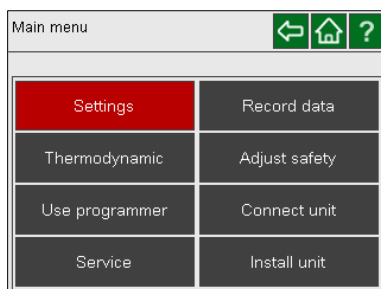 Main menu
?
Settings
Record data
Thermodynamic
Adjust safety
Use programmer
Connect unit
Service
Install unit